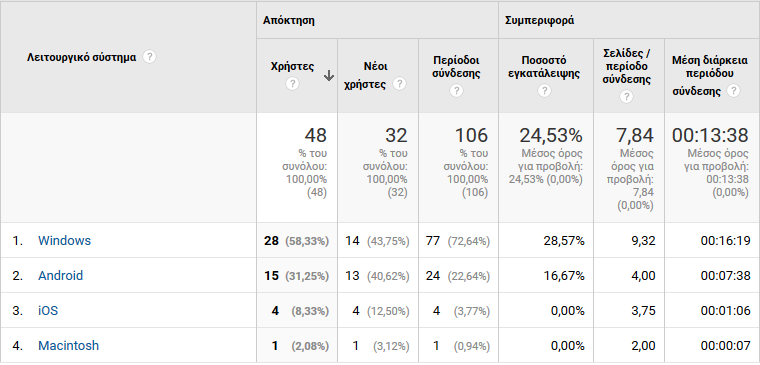 Απόκτηση Συμπεριφορά
Λειτουργικό σύστημα ?
Χρήστες ?
Νέοι
χρήστες ?
Περίοδοι
σύνδεσης
?
Ποσοστό
εγκατάλειψης
?
Σελίδες /
περίοδο
σύνδεσης
?
Μέση διάρκεια
περιόδου
σύνδεσης ?
48
% του
συνόλου:
100,00%
(48)
32
% του
συνόλου:
100,00%
(32)
106
% του
συνόλου:
100,00%
(106)
24,53%
Μέσος όρος
για προβολή:
24,53% (0,00%)
7,84
Μέσος
όρος για
προβολή:
7,84
(0,00%)
00:13:38
Μέσος όρος
για προβολή:
00:13:38
(0,00%)
1. Windows 28 (58,33%) 14 (43,75%) 77 (72,64%) 28,57% 9,32 00:16:19
2. Android 15 (31,25%) 13 (40,62%) 24 (22,64%) 16,67% 4,00 00:07:38
3. iOS 4 (8,33%) 4 (12,50%) 4 (3,77%) 0,00% 3,75 00:01:06
4. Macintosh 1 (2,08%) 1 (3,12%) 1 (0,94%) 0,00% 2,00 00:00:07